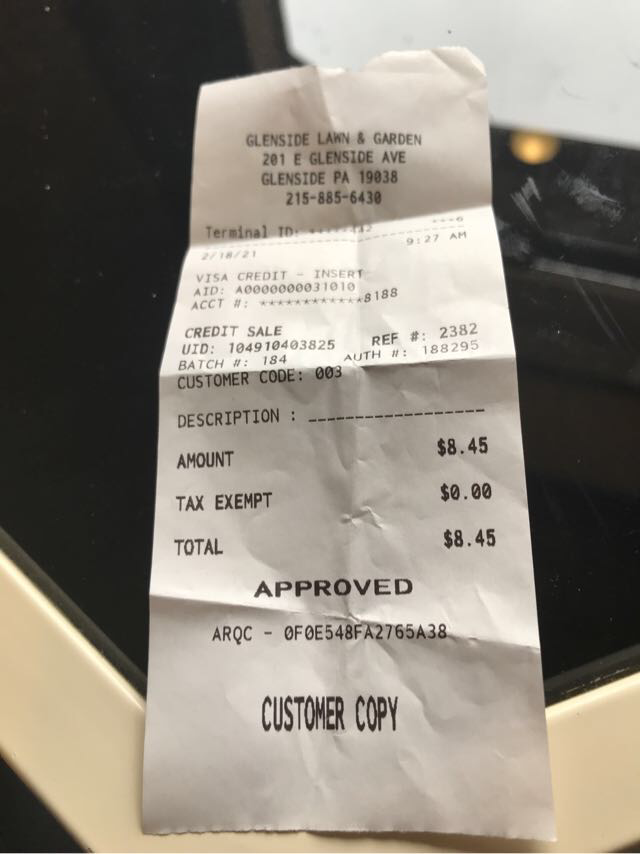 GLENSIDE LAWN & GARDEN
201 E GLENSIDE AVE
GLENSIDE PA 19038
215-885-6430
Terminal ID:
2/18/21 9:27 AM
VISA CREDIT - INSERT
AID: A0000000031010
ACCT #: ************8188
CREDIT SALE
UID: 104910403825 REF #: 2382
BATCH #: 184 AUTH #: 188295
CUSTOMER CODE: 003
DESCRIPTION : _________________
AMOUNT $8.45
TAX EXEMPT $0.00
TOTAL $8.45
APPROVED
ARQC - 0F0E548FA2765A38
CUSTOMER COPY